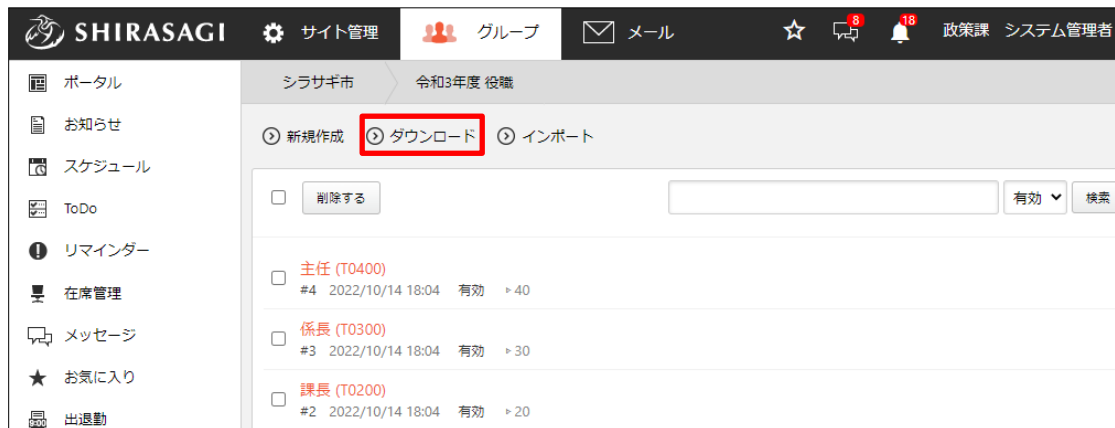 SHIRASAGI サイト管理 グループ メール 8 18 政策課 システム管理者
ポータル
お知らせ
スケジュール
ToDo
リマインダー
在席管理
メッセージ
お気に入り
出退勤
シラサギ市 令和3年度 役職
新規作成 ダウンロード インポート
削除する 有効 検索
主任 (T0400)
#4 2022/10/14 18:04 有効 ▹40
係長 (T0300)
#3 2022/10/14 18:04 有効 ▹30
課長 (T0200)
#2 2022/10/14 18:04 有効 ▹20